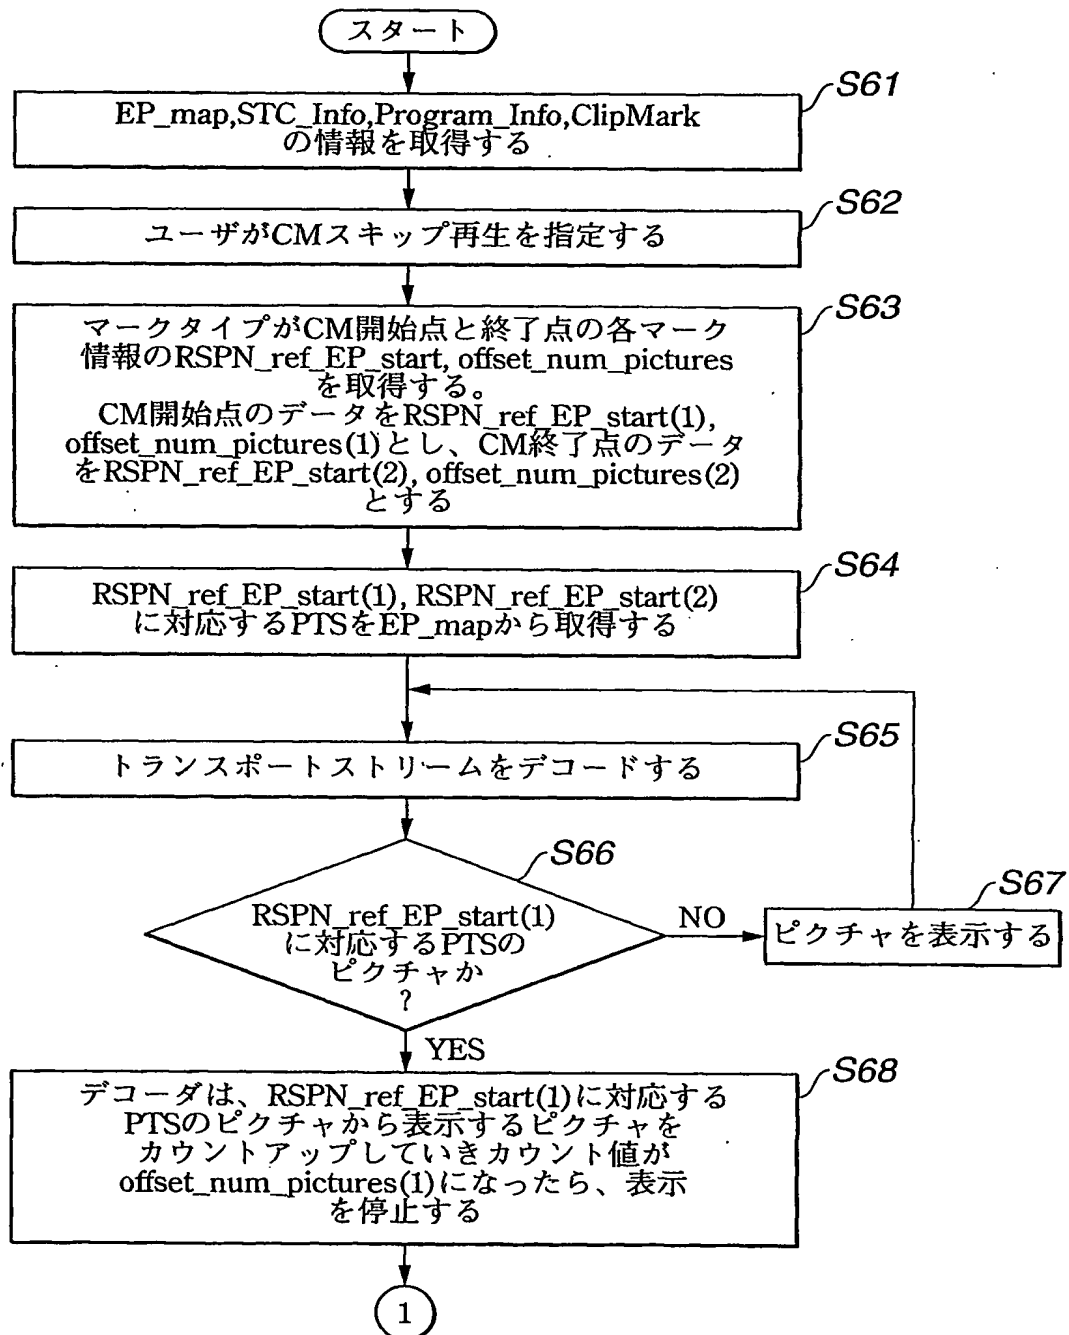 スタート
S61
EP_map,STC_Info,Program_Info,ClipMark
の情報を取得する
S62
ユーザがCMスキップ再生を指定する
S63
マークタイプがCM開始点と終了点の各マーク
情報のRSPN_ref_EP_start, offset_num_pictures
を取得する。
CM開始点のデータをRSPN_ref_EP_start(1),
offset_num_pictures(1)とし、CM終了点のデータ
をRSPN_ref_EP_start(2), offset_num_pictures(2)
とする
S64
RSPN_ref_EP_start(1), RSPN_ref_EP_start(2)
に対応するPTSをEP_mapから取得する
S65
トランスポートストリームをデコードする
S66
RSPN_ref_EP_start(1)
に対応するPTSの
ピクチャか
?
NO
S67
ピクチャを表示する
YES
S68
デコーダは、RSPN_ref_EP_start(1)に対応する
PTSのピクチャから表示するピクチャを
カウントアップしていきカウント値が
offset_num_pictures(1)になったら、表示
を停止する
1